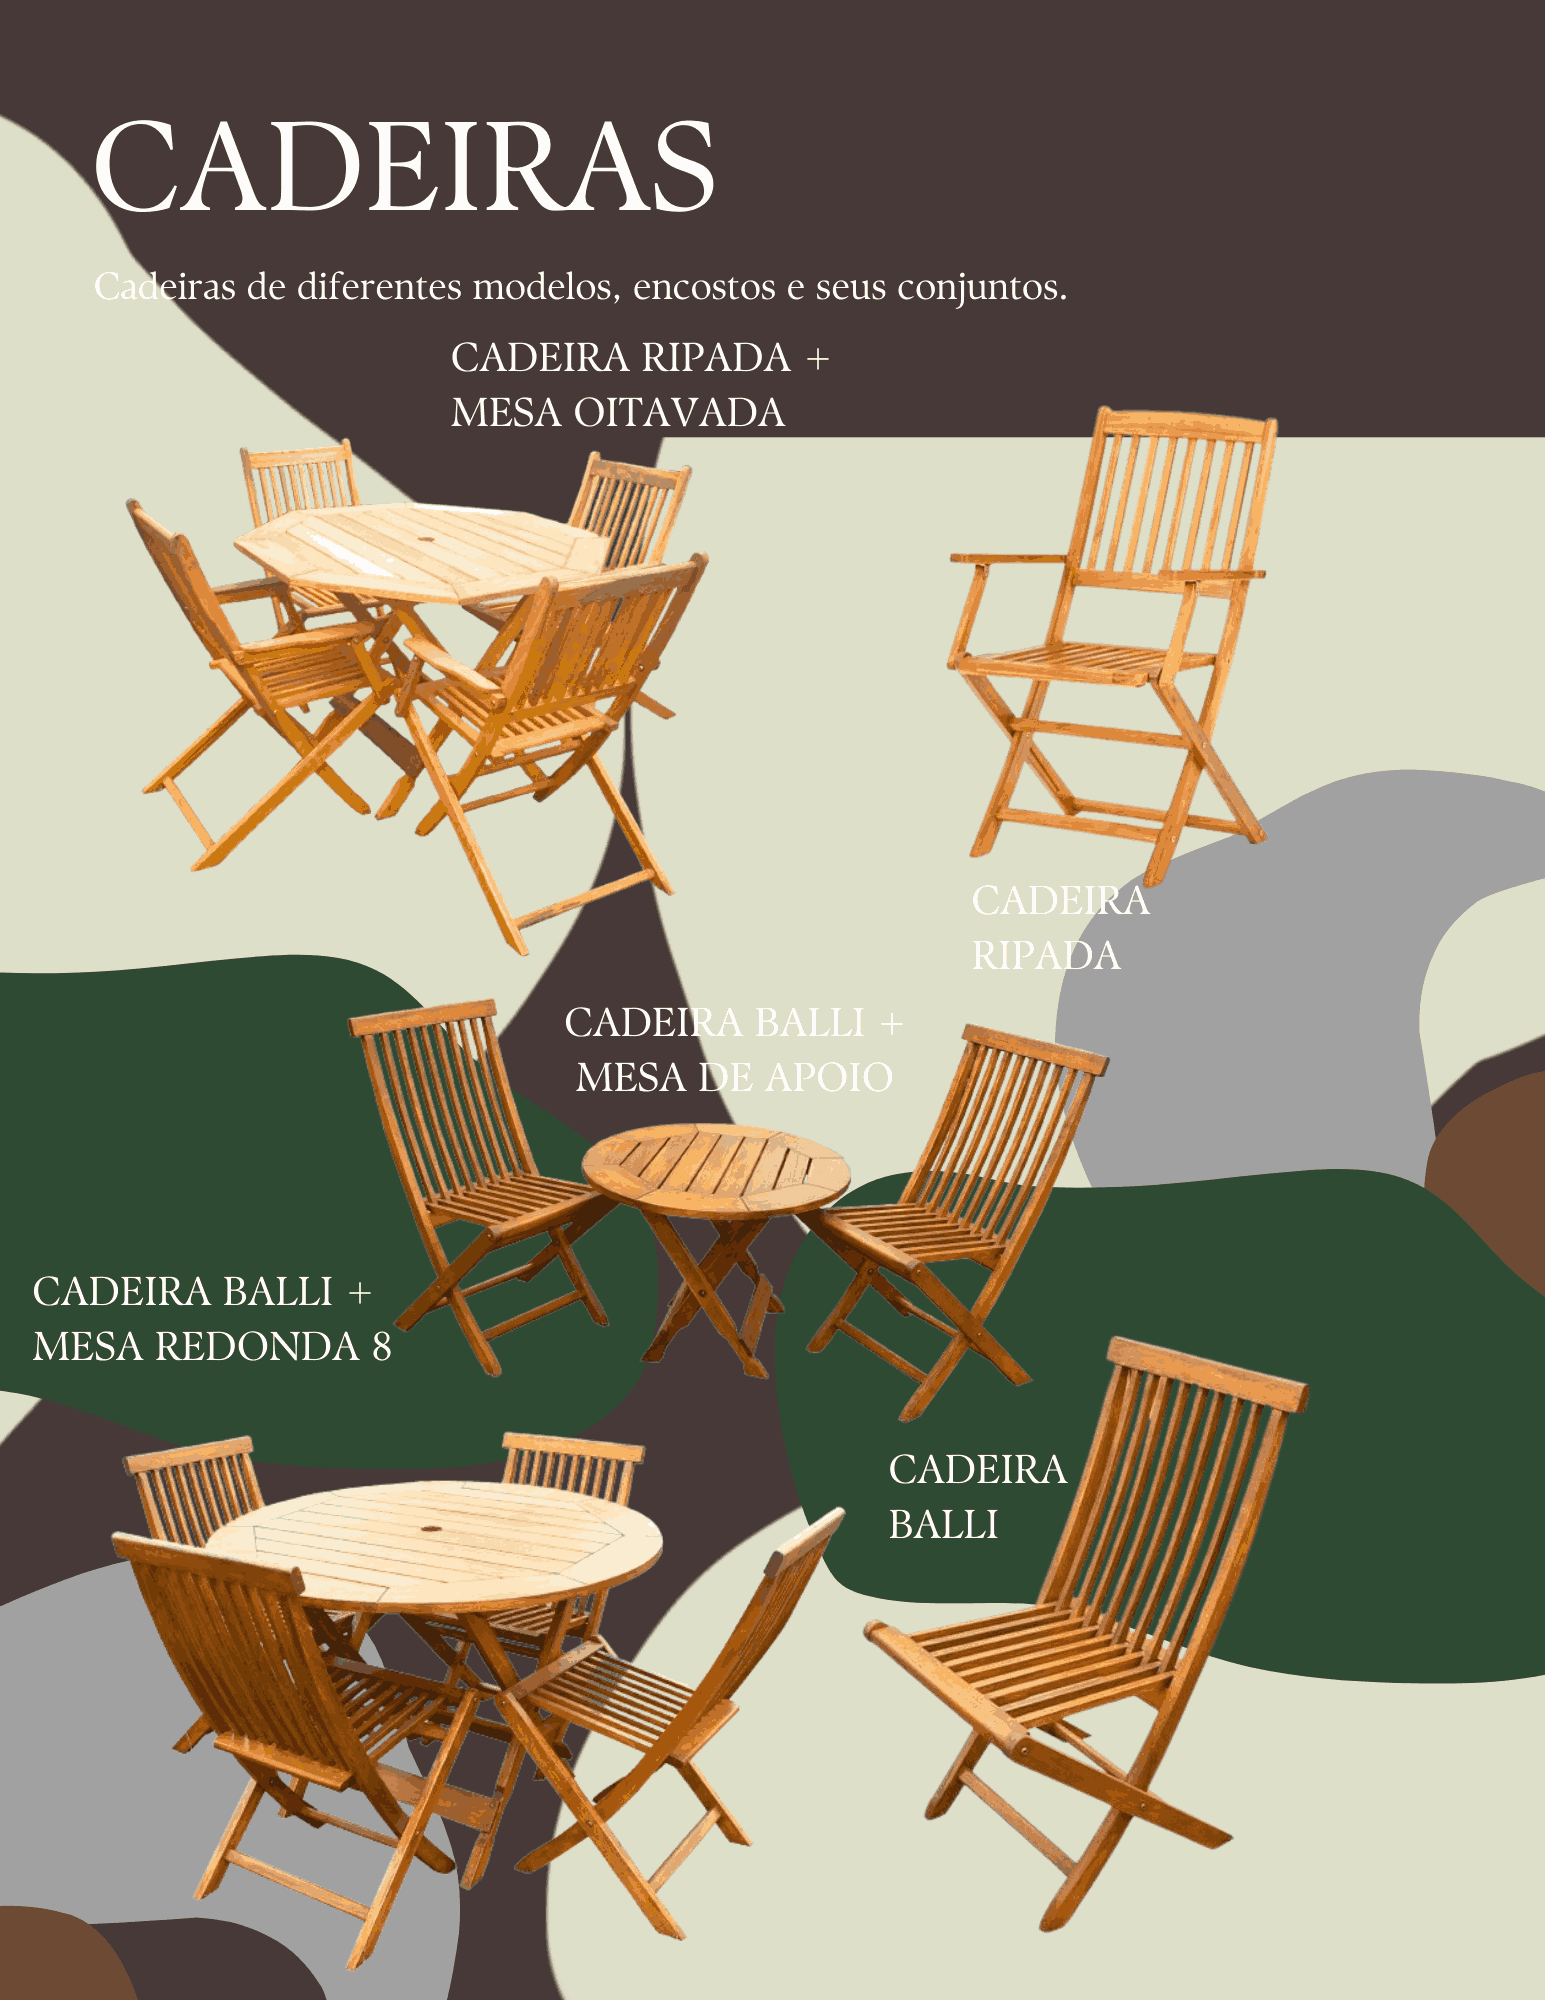 CADEIRAS
Cadeiras de diferentes modelos, encostos e seus conjuntos.
CADEIRA RIPADA +
MESA OITAVADA
CADEIRA
RIPADA
CADEIRA BALLI +
MESA DE APOIO
CADEIRA BALLI +
MESA REDONDA 8
CADEIRA
BALLI